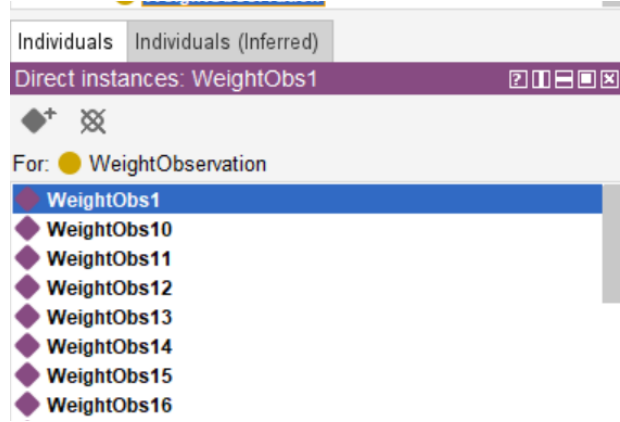 Individuals Individuals (Inferred)
Direct instances: WeightObs1
For: WeightObservation
WeightObs1
WeightObs10
WeightObs11
WeightObs12
WeightObs13
WeightObs14
WeightObs15
WeightObs16